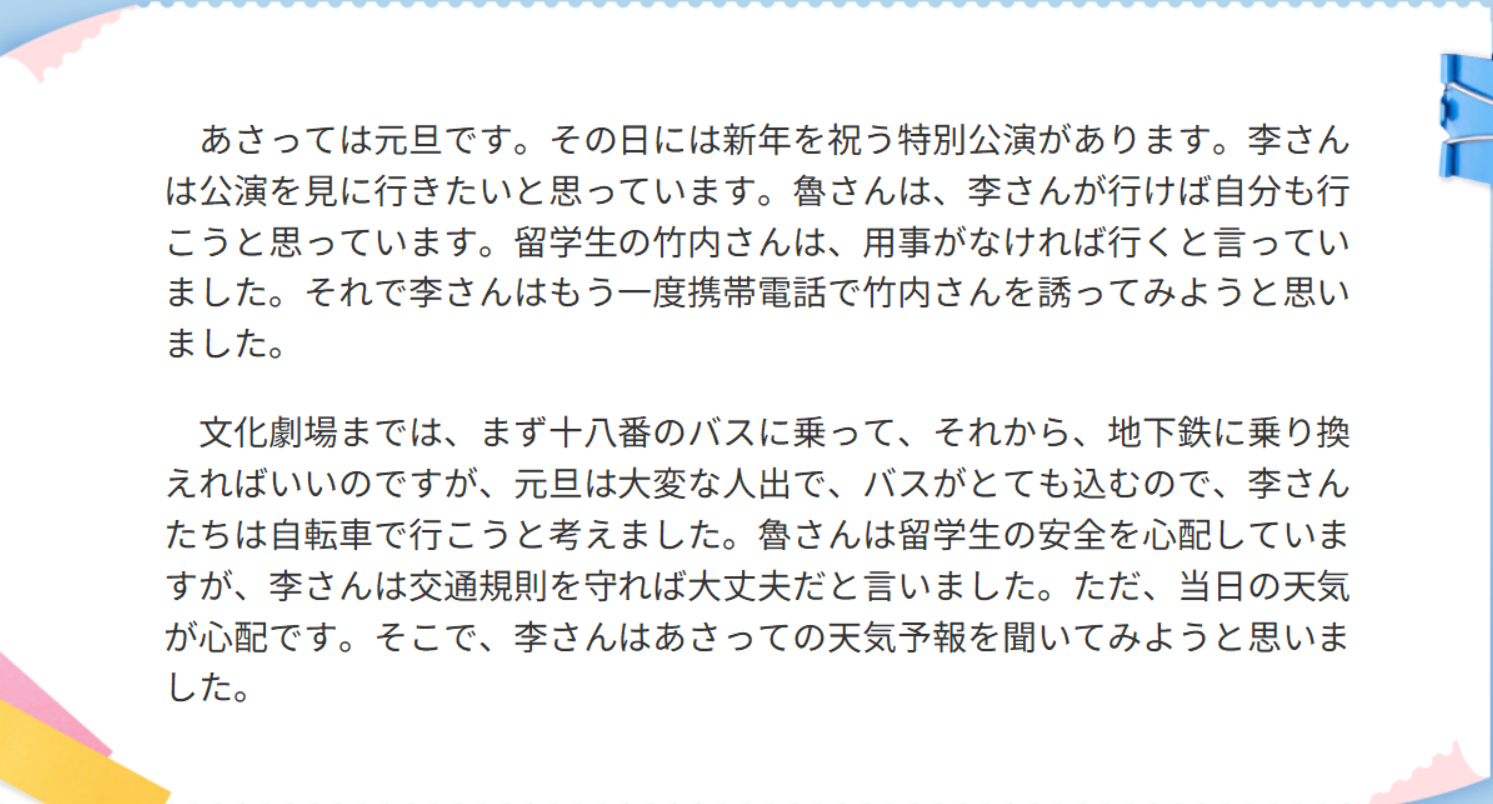 あさっては元旦です。その日には新年を祝う特別公演があります。李さん
は公演を見に行きたいと思っています。魯さんは、李さんが行けば自分も行
こうと思っています。留学生の竹内さんは、用事がなければ行くと言ってい
ました。それで李さんはもう一度携帯電話で竹内さんを誘ってみようと思い
ました。
文化劇場までは、まず十八番のバスに乗って、それから、地下鉄に乗り換
えればいいのですが、元旦は大変な人出で、バスがとても込むので、李さん
たちは自転車で行こうと考えました。魯さんは留学生の安全を心配していま
すが、李さんは交通規則を守れば大丈夫だと言いました。ただ、当日の天気
が心配です。そこで、李さんはあさっての天気予報を聞いてみようと思いま
した。